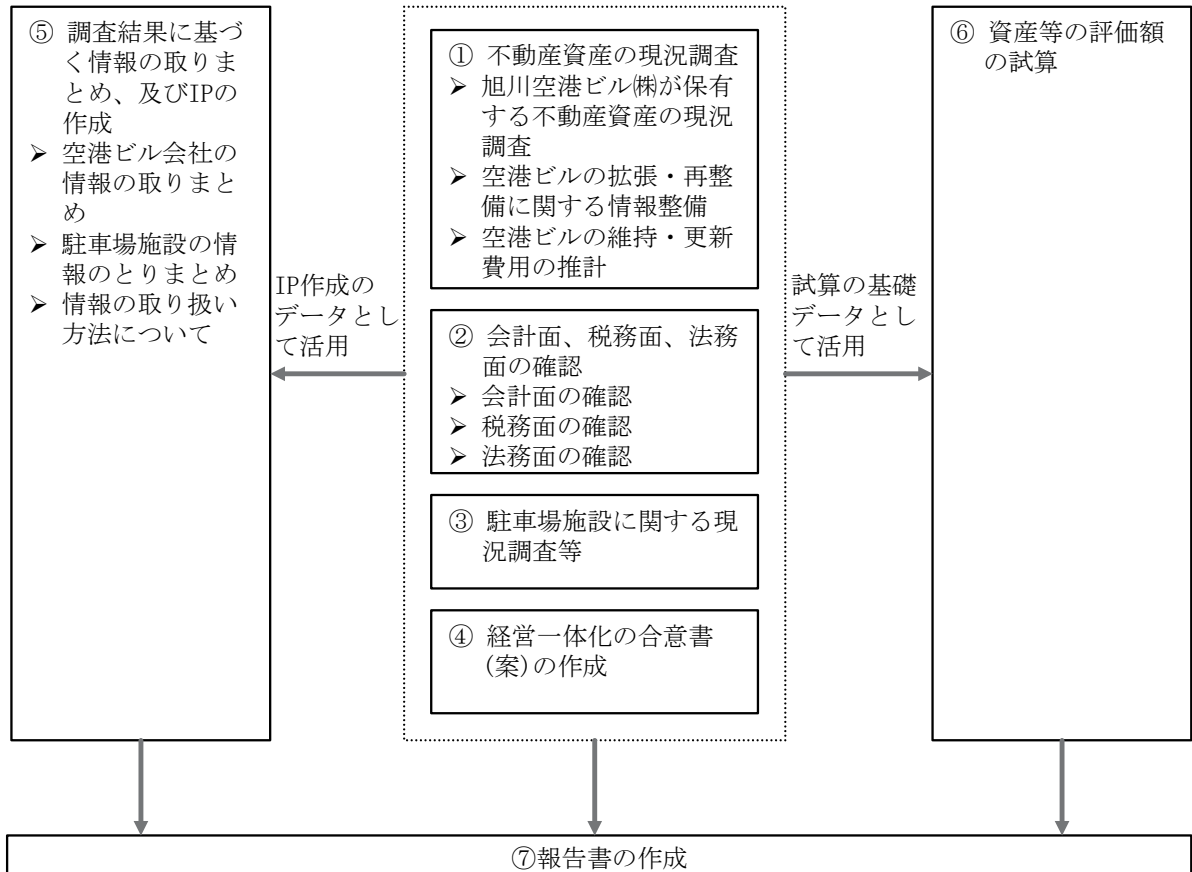 ⑤ 調査結果に基づ
く情報の取りま
とめ、及びIPの
作成
➢ 空港ビル会社の
情報の取りまと
め
➢ 駐車場施設の情
報のとりまとめ
➢ 情報の取り扱い
方法について
IP作成の
データとし
て活用
① 不動産資産の現況調査
➢ 旭川空港ビル㈱が保有
する不動産資産の現況
調査
➢ 空港ビルの拡張・再整
備に関する情報整備
➢ 空港ビルの維持・更新
費用の推計
② 会計面、税務面、法務
面の確認
➢ 会計面の確認
➢ 税務面の確認
➢ 法務面の確認
③ 駐車場施設に関する現
況調査等
④ 経営一体化の合意書
(案)の作成
試算の基礎
データとし
て活用
⑥ 資産等の評価額
の試算
⑦報告書の作成